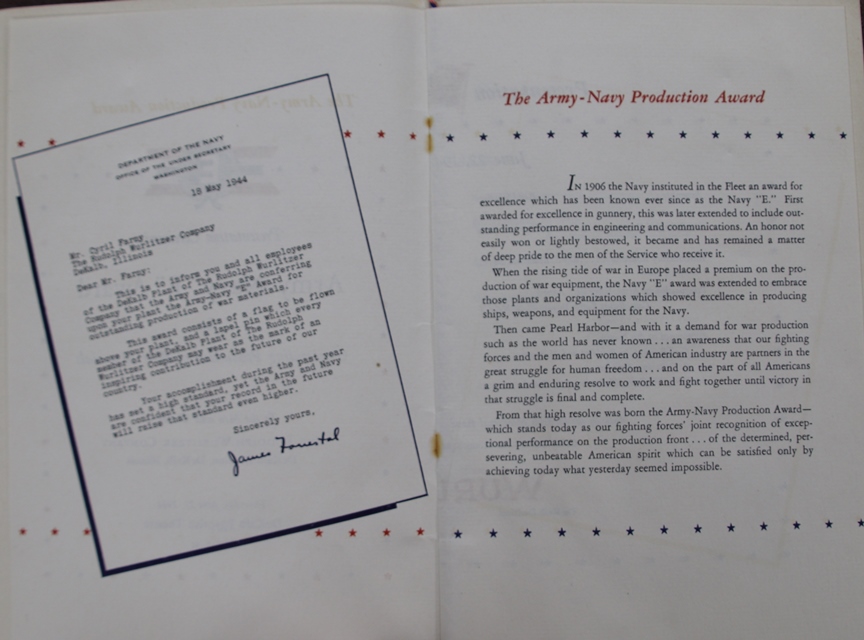 DEPARTMENT OF THE NAVY
OFFICE OF THE UNDER SECRETARY
WASHINGTON
18 May 1944
Mr. Cyril Farny
The Rudolph Wurlitzer Company
DeKalb, Illinois
Dear Mr. Farny:
This is to inform you and all employees
of the DeKalb Plant of The Rudolph Wurlitzer
Company that the Army and Navy are conferring
upon your plant the Army-Navy "E" Award for
outstanding production of war materials.
This award consists of a flag to be flown
above your plant, and a lapel pin which every
member of the DeKalb Plant of The Rudolph
Wurlitzer Company may wear as the mark of an
inspiring contribution to the future of our
country.
Your accomplishment during the past year
has set a high standard, yet the Army and Navy
are confident that your record in the future
will raise that standard even higher.
Sincerely yours,
James Forrestal
The Army-Navy Production Award
IN 1906 the Navy instituted in the Fleet an award for
excellence which has been known ever since as the Navy "E." First
awarded for excellence in gunnery, this was later extended to include out-
standing performance in engineering and communications. An honor not
easily won or lightly bestowed, it became and has remained a matter
of deep pride to the men of the Service who receive it.
When the rising tide of war in Europe placed a premium on the pro-
duction of war equipment, the Navy "E" award was extended to embrace
those plants and organizations which showed excellence in producing
ships, weapons, and equipment for the Navy.
Then came Pearl Harbor—and with it a demand for war production
such as the world has never known . . . an awareness that our fighting
forces and the men and women of American industry are partners in the
great struggle for human freedom . . . and on the part of all Americans
a grim and enduring resolve to work and fight together until victory in
that struggle is final and complete.
From that high resolve was born the Army-Navy Production Award—
which stands today as our fighting forces' joint recognition of excep-
tional performance on the production front . . . of the determined, per-
severing, unbeatable American spirit which can be satisfied only by
achieving today what yesterday seemed impossible.